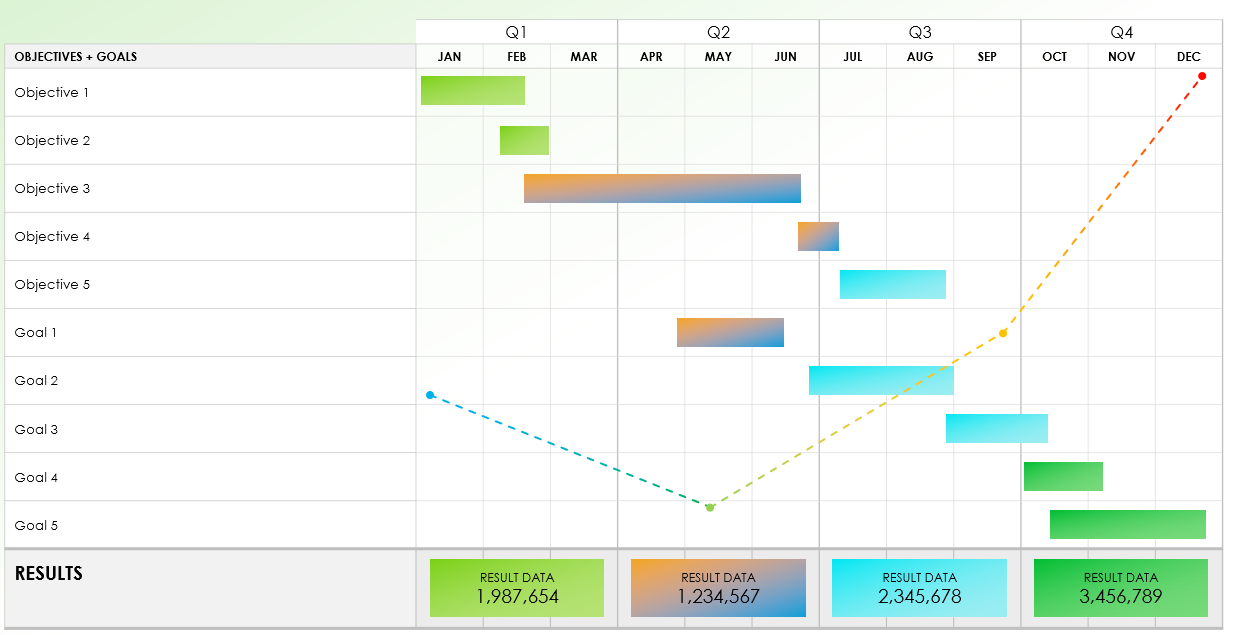 Q1 Q2 Q3 Q4
OBJECTIVES + GOALS JAN FEB MAR APR MAY JUN JUL AUG SEP OCT NOV DEC
Objective 1
Objective 2
Objective 3
Objective 4
Objective 5
Goal 1
Goal 2
Goal 3
Goal 4
Goal 5
RESULTS
RESULT DATA RESULT DATA RESULT DATA RESULT DATA
1,987,654 1,234,567 2,345,678 3,456,789